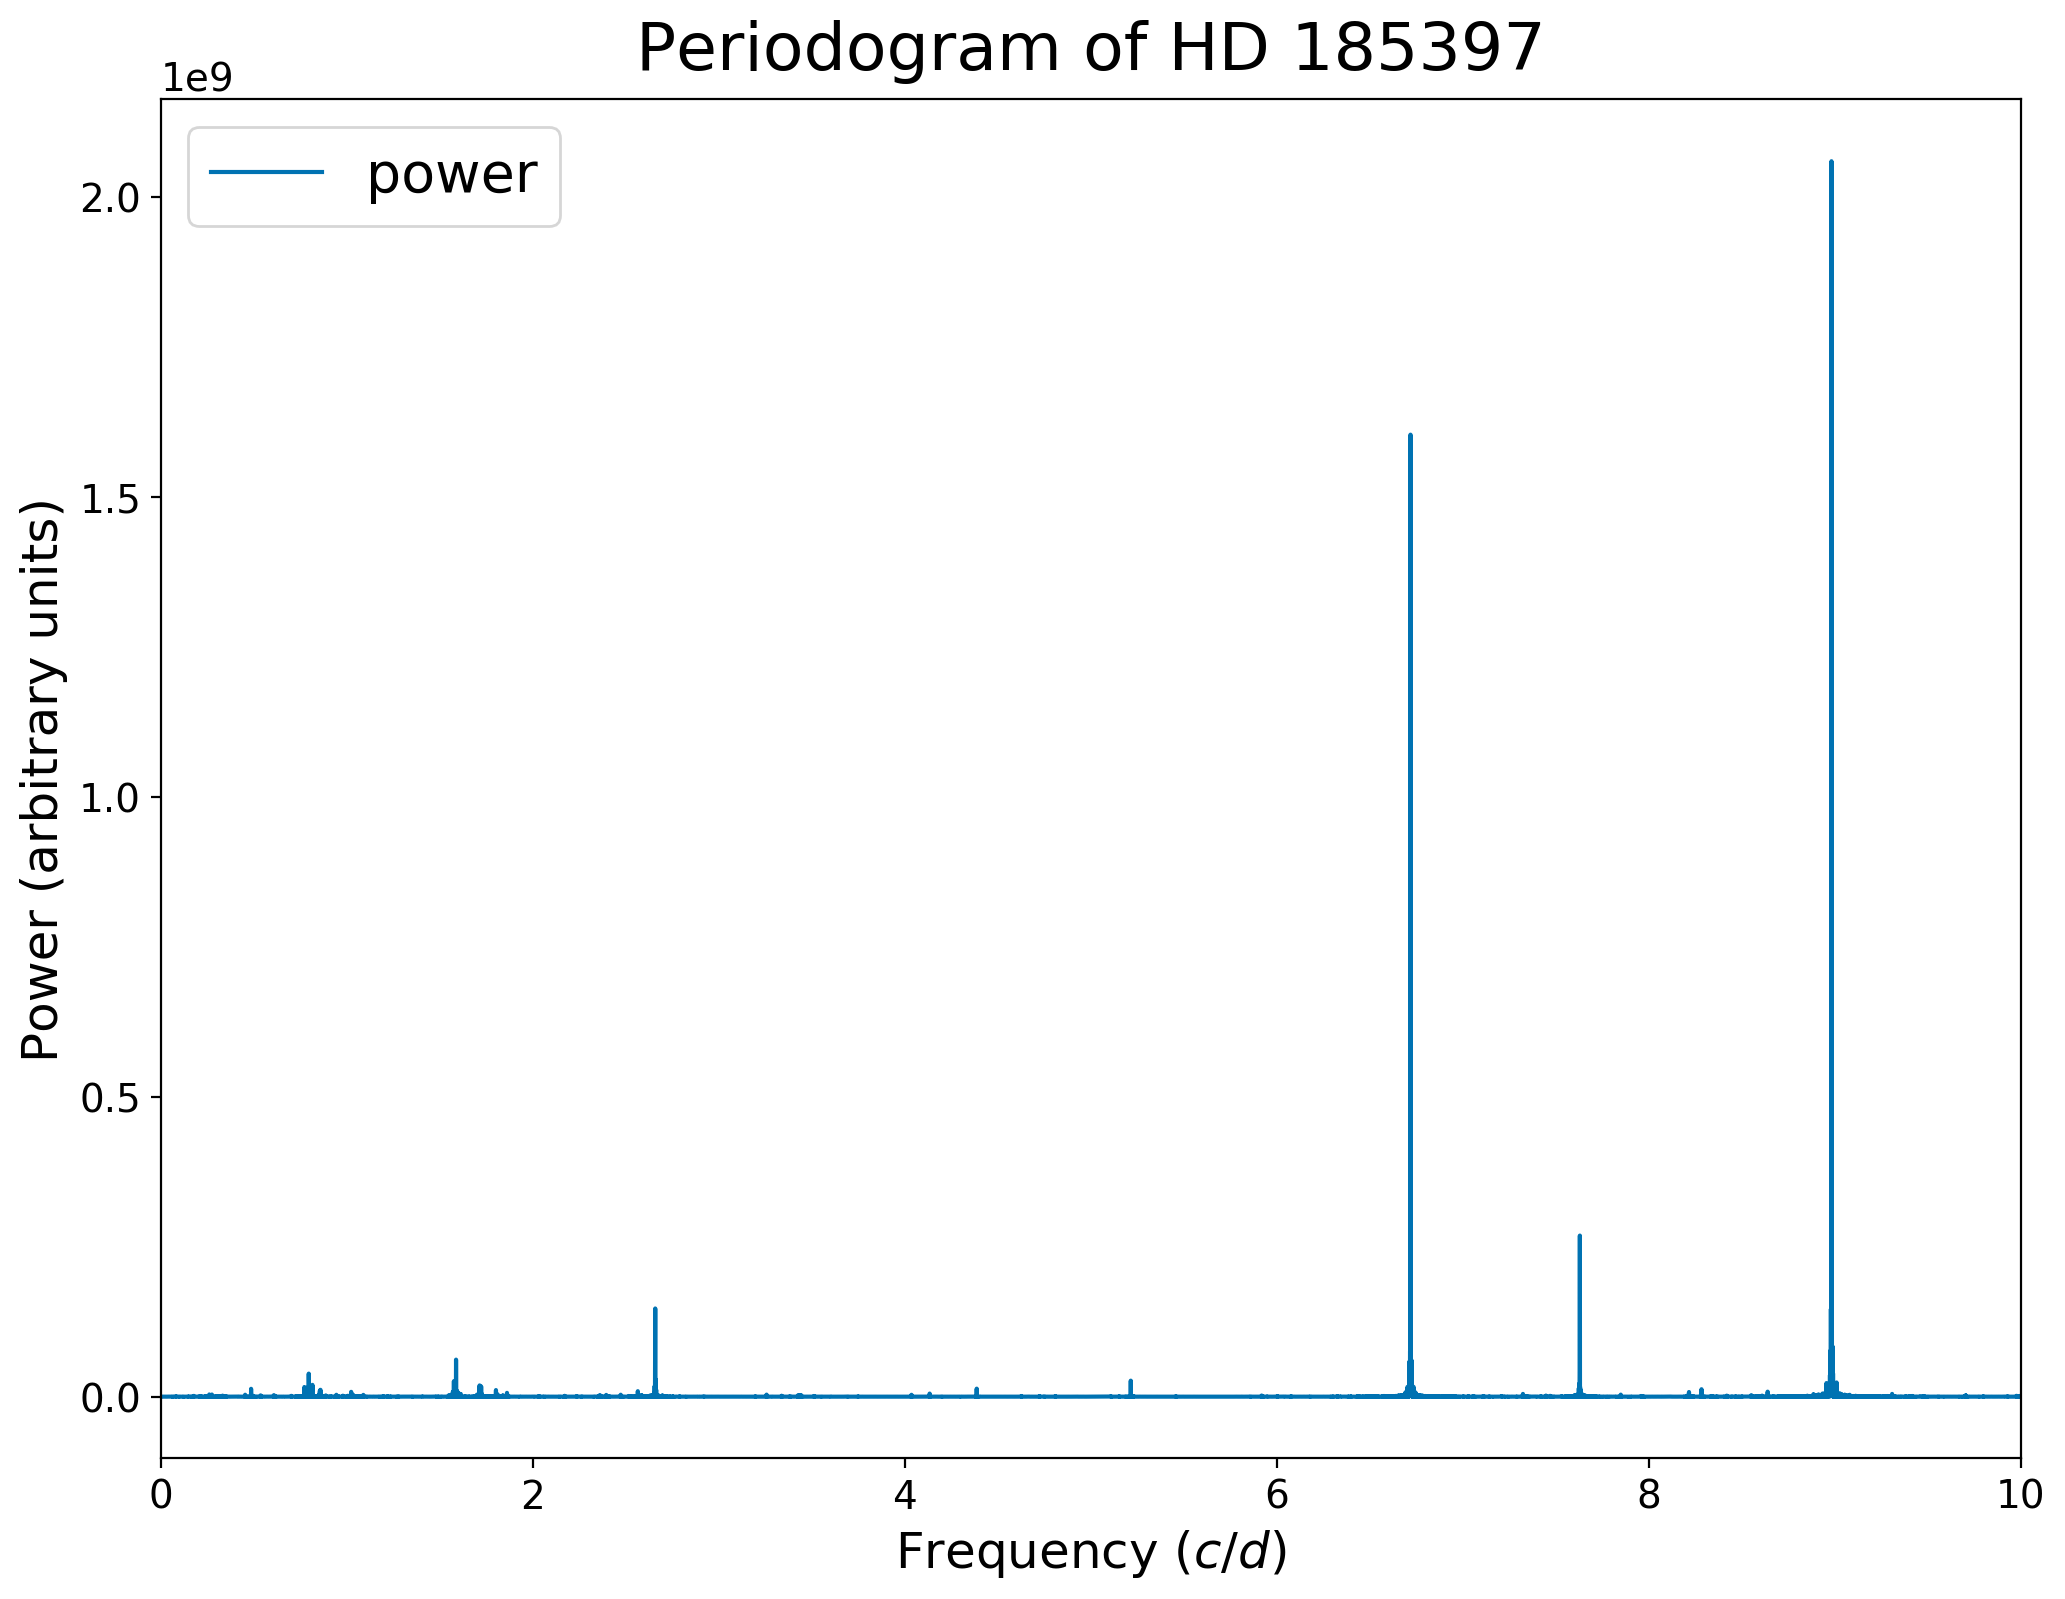 Periodogram of HD 185397
1e9
power
2.0
1.5
1.0
0.5
0.0
Power (arbitrary units)
0 2 4 6 8 10
Frequency (c/d)